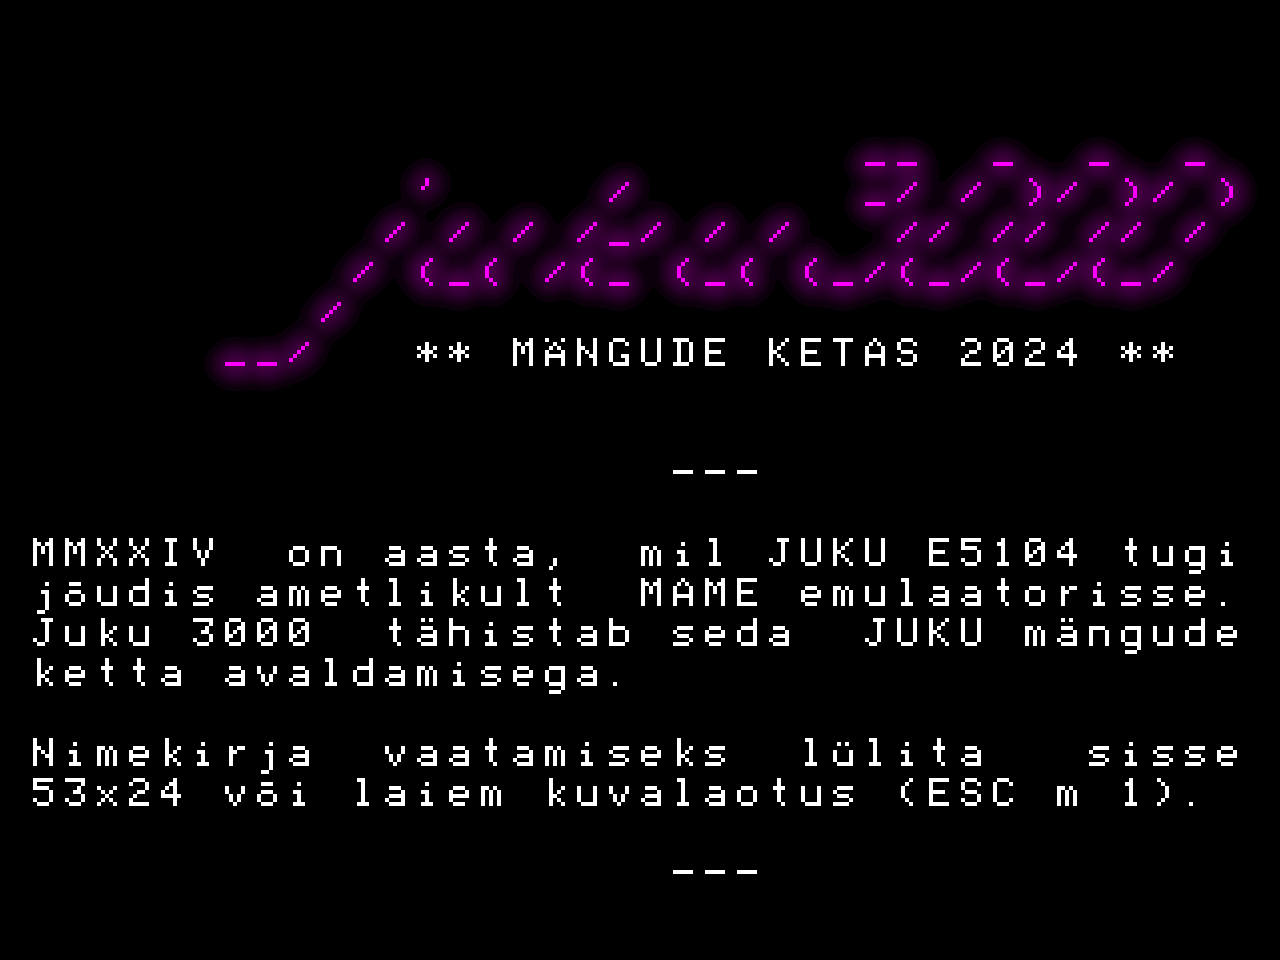 juku3000
** MÄNGUDE KETAS 2024 **
---
MMXXIV on aasta, mil JUKU E5104 tugi
jõudis ametlikult MAME emulaatorisse.
Juku 3000 tähistab seda JUKU mängude
ketta avaldamisega.
Nimekirja vaatamiseks lülita sisse
53x24 või laiem kuvalaotus (ESC m 1).
---